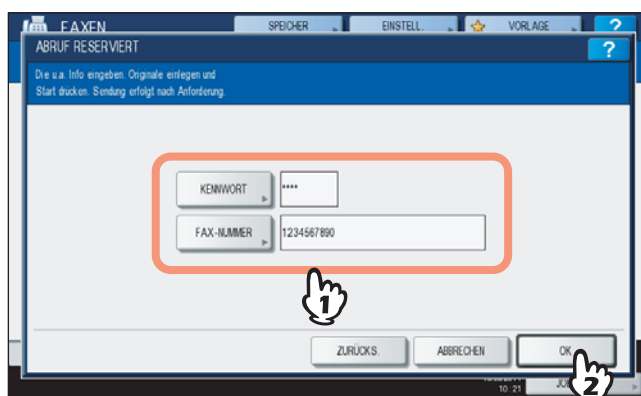 FAXEN SPEICHER EINSTELL. VORLAGE ?
ABRUF RESERVIERT ?
Die u.a. Info eingeben. Originale einlegen und
Start drucken. Sendung erfolgt nach Anforderung.
KENNWORT ****
FAX-NUMMER 1234567890
1
ZURÜCKS. ABBRECHEN OK
2
10:21